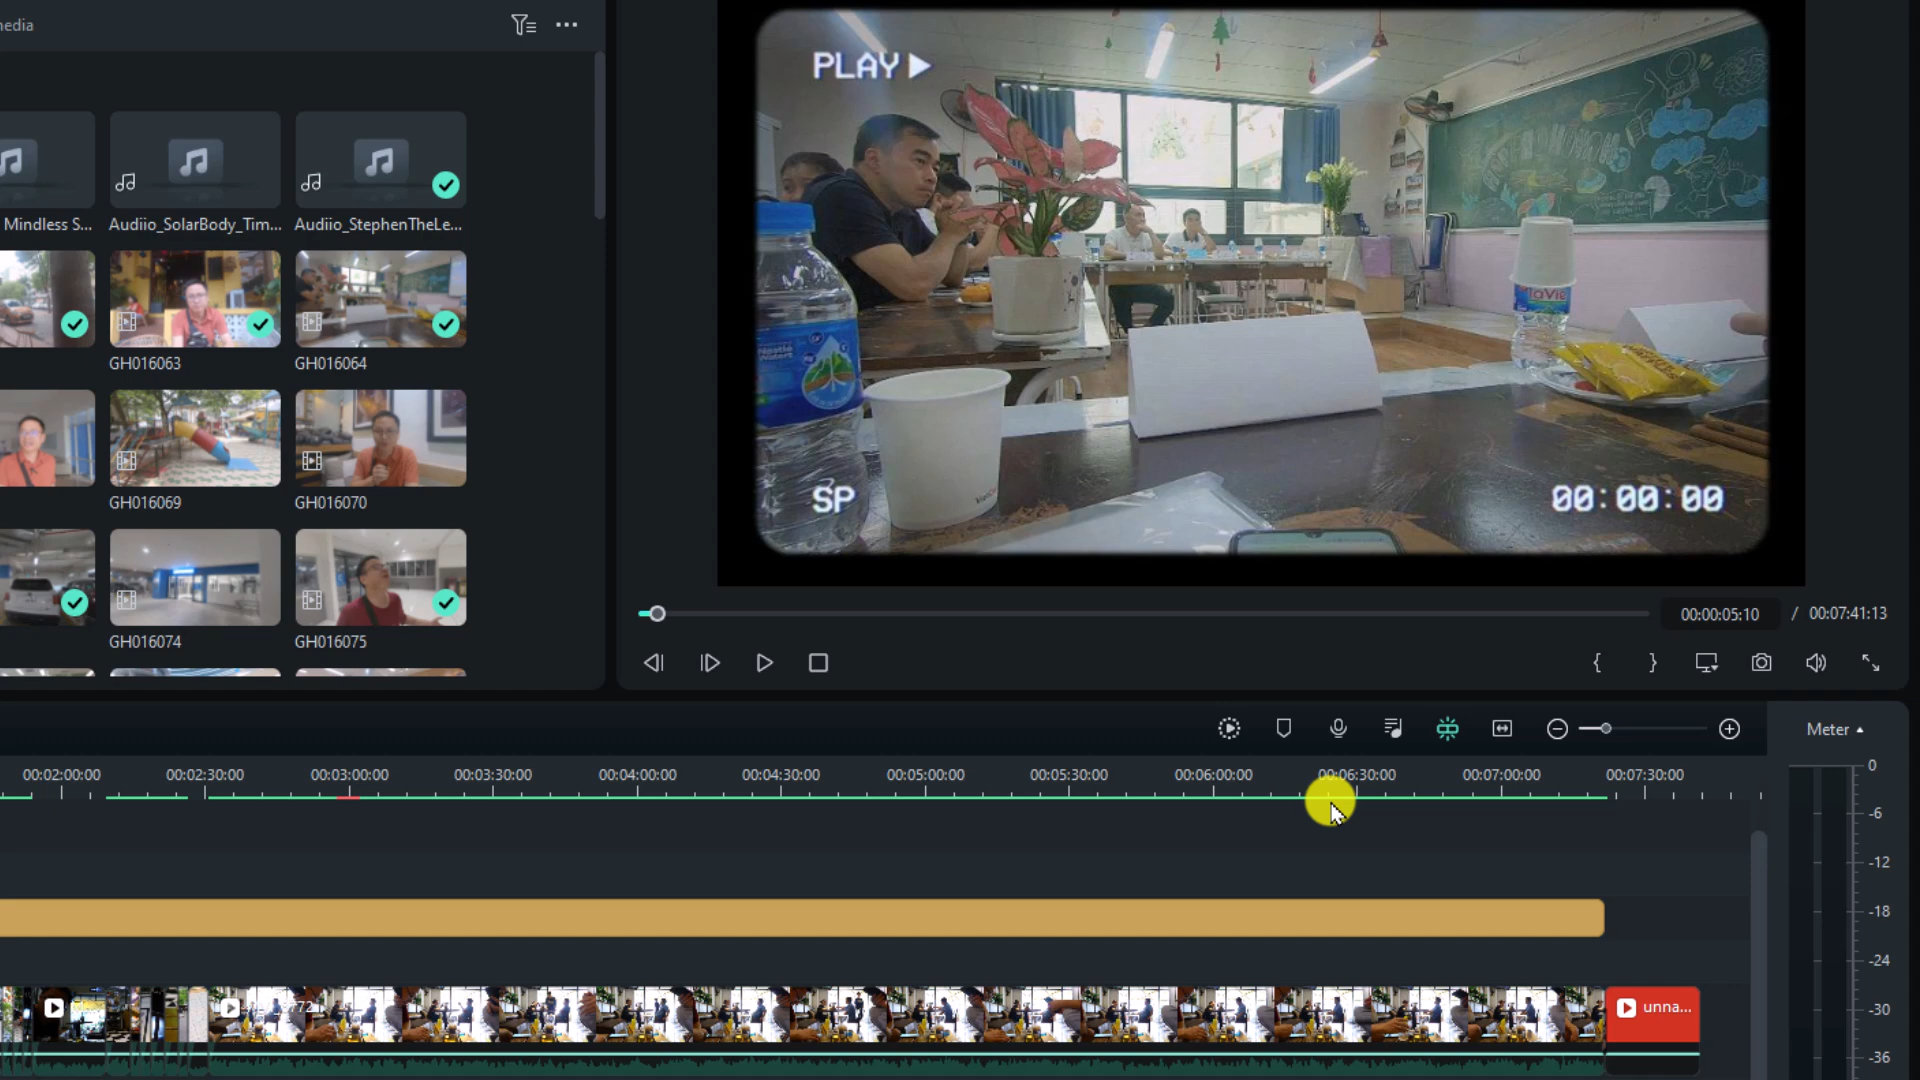 edia
Mindless S...
Audiio_SolarBody_Tim...
Audiio_StephenTheLe...
GH016063
GH016064
GH016069
GH016070
GH016074
GH016075
PLAY
SP
00:00:00
00:00:05:10 / 00:07:41:13
Meter
00:02:00:00 00:02:30:00 00:03:00:00 00:03:30:00 00:04:00:00 00:04:30:00 00:05:00:00 00:05:30:00 00:06:00:00 00:06:30:00 00:07:00:00 00:07:30:00
0
-6
-12
-18
-24
-30
-36
unna...